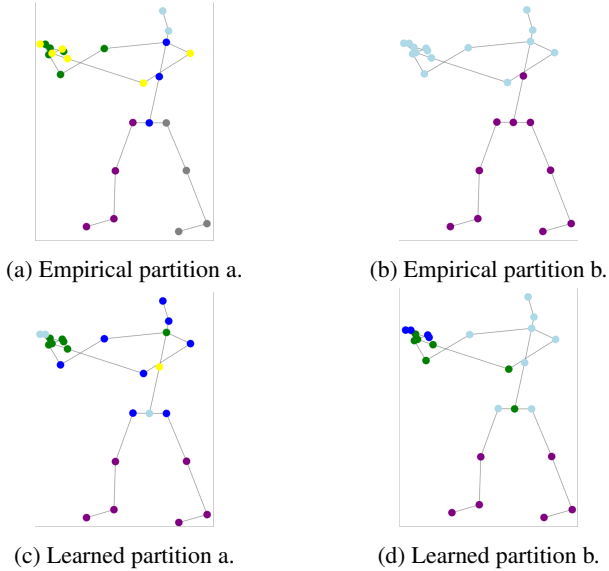 (a) Empirical partition a.
(b) Empirical partition b.
(c) Learned partition a.
(d) Learned partition b.